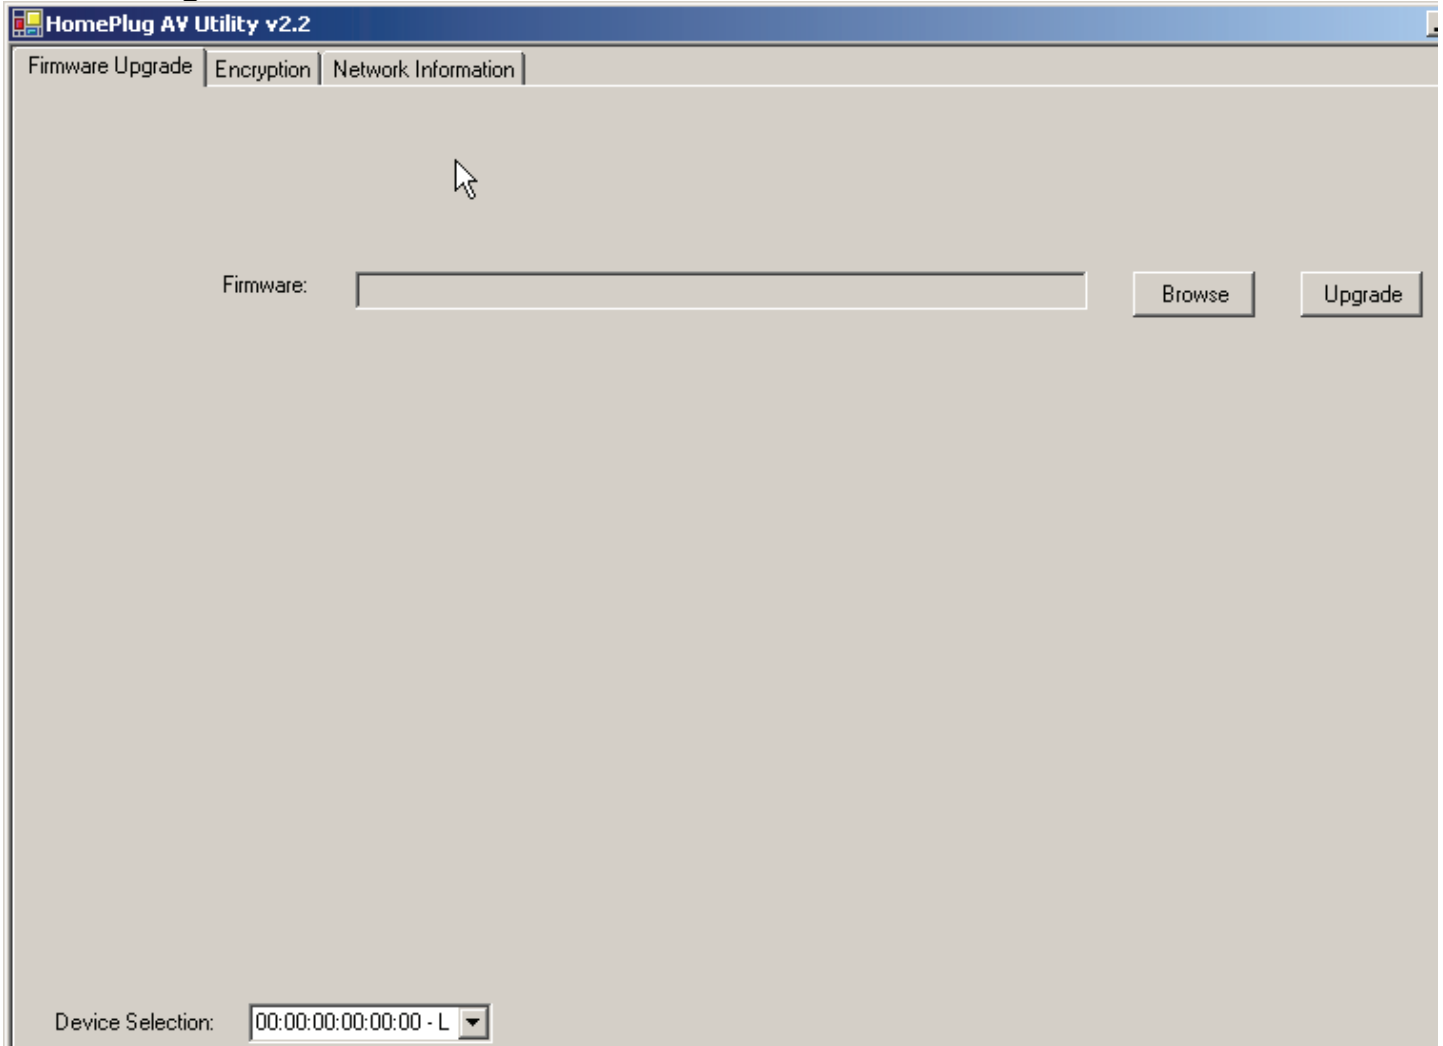 HomePlug AV Utility v2.2
Firmware Upgrade Encryption Network Information
Firmware: Browse Upgrade
Device Selection: 00:00:00:00:00:00 - L